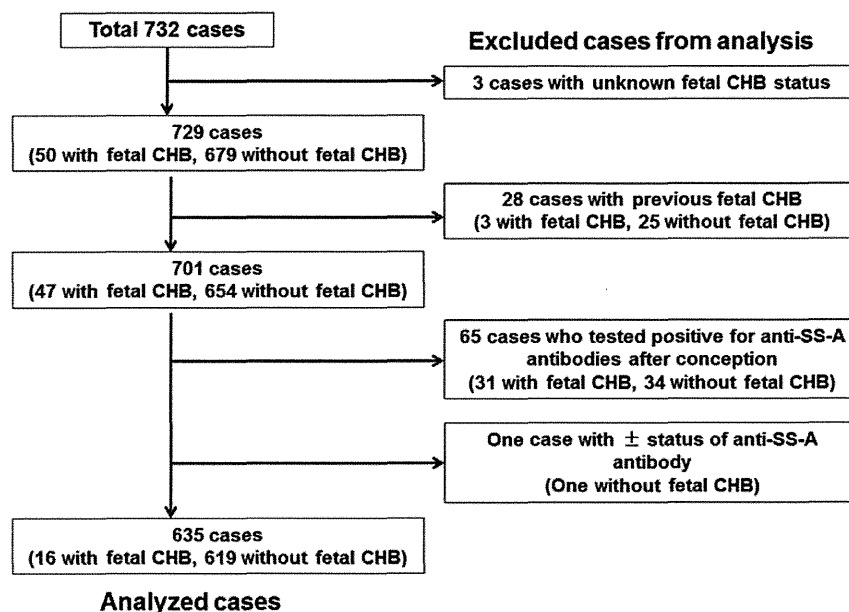 Total 732 cases
Excluded cases from analysis
3 cases with unknown fetal CHB status
729 cases
(50 with fetal CHB, 679 without fetal CHB)
28 cases with previous fetal CHB
(3 with fetal CHB, 25 without fetal CHB)
701 cases
(47 with fetal CHB, 654 without fetal CHB)
65 cases who tested positive for anti-SS-A
antibodies after conception
(31 with fetal CHB, 34 without fetal CHB)
One case with ± status of anti-SS-A
antibody
(One without fetal CHB)
635 cases
(16 with fetal CHB, 619 without fetal CHB)
Analyzed cases